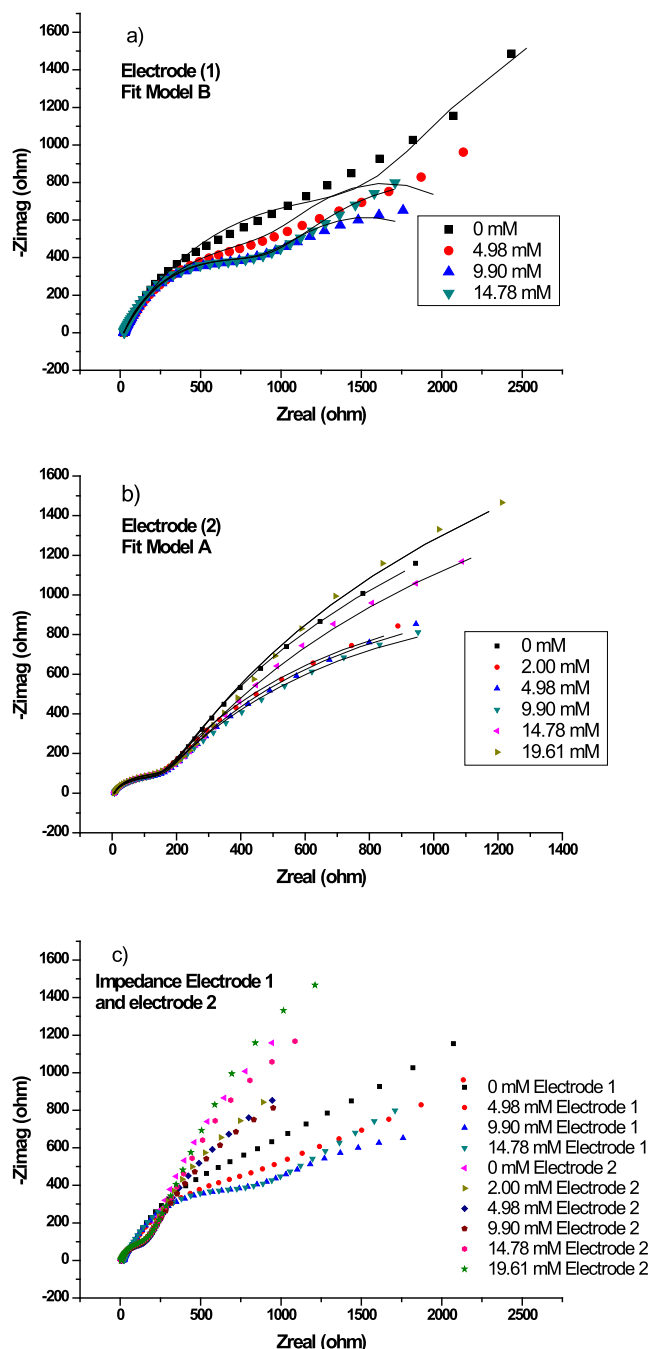 a)
Electrode (1)
Fit Model B
1600
1400
1200
1000
800
600
400
200
0
-200
-Zimag (ohm)
0 mM
4.98 mM
9.90 mM
14.78 mM
0
500
1000
1500
2000
2500
Zreal (ohm)
b)
Electrode (2)
Fit Model A
1600
1400
1200
1000
800
600
400
200
0
-200
-Zimag (ohm)
0 mM
2.00 mM
4.98 mM
9.90 mM
14.78 mM
19.61 mM
0
200
400
600
800
1000
1200
1400
Zreal (ohm)
c)
Impedance Electrode 1
and electrode 2
1600
1400
1200
1000
800
600
400
200
0
-200
-Zimag (ohm)
0 mM Electrode 1
4.98 mM Electrode 1
9.90 mM Electrode 1
14.78 mM Electrode 1
0 mM Electrode 2
2.00 mM Electrode 2
4.98 mM Electrode 2
9.90 mM Electrode 2
14.78 mM Electrode 2
19.61 mM Electrode 2
0
500
1000
1500
2000
2500
Zreal (ohm)